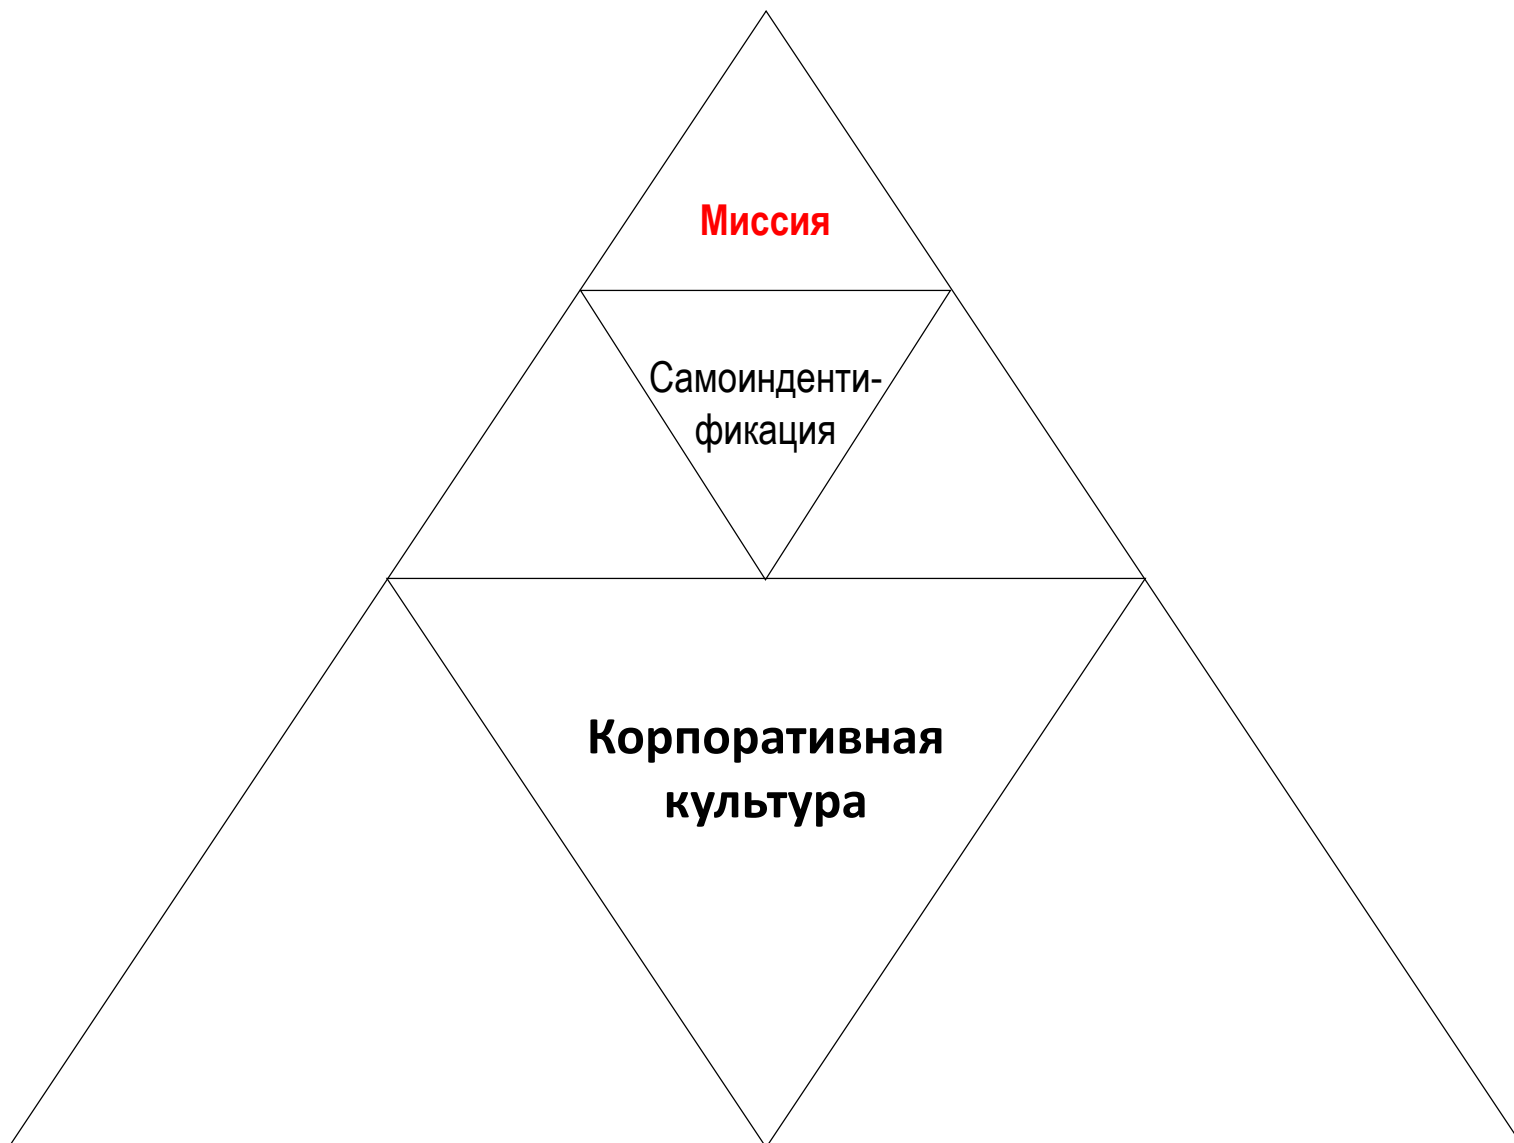 Миссия
Самоинденти-
фикация
Корпоративная
культура